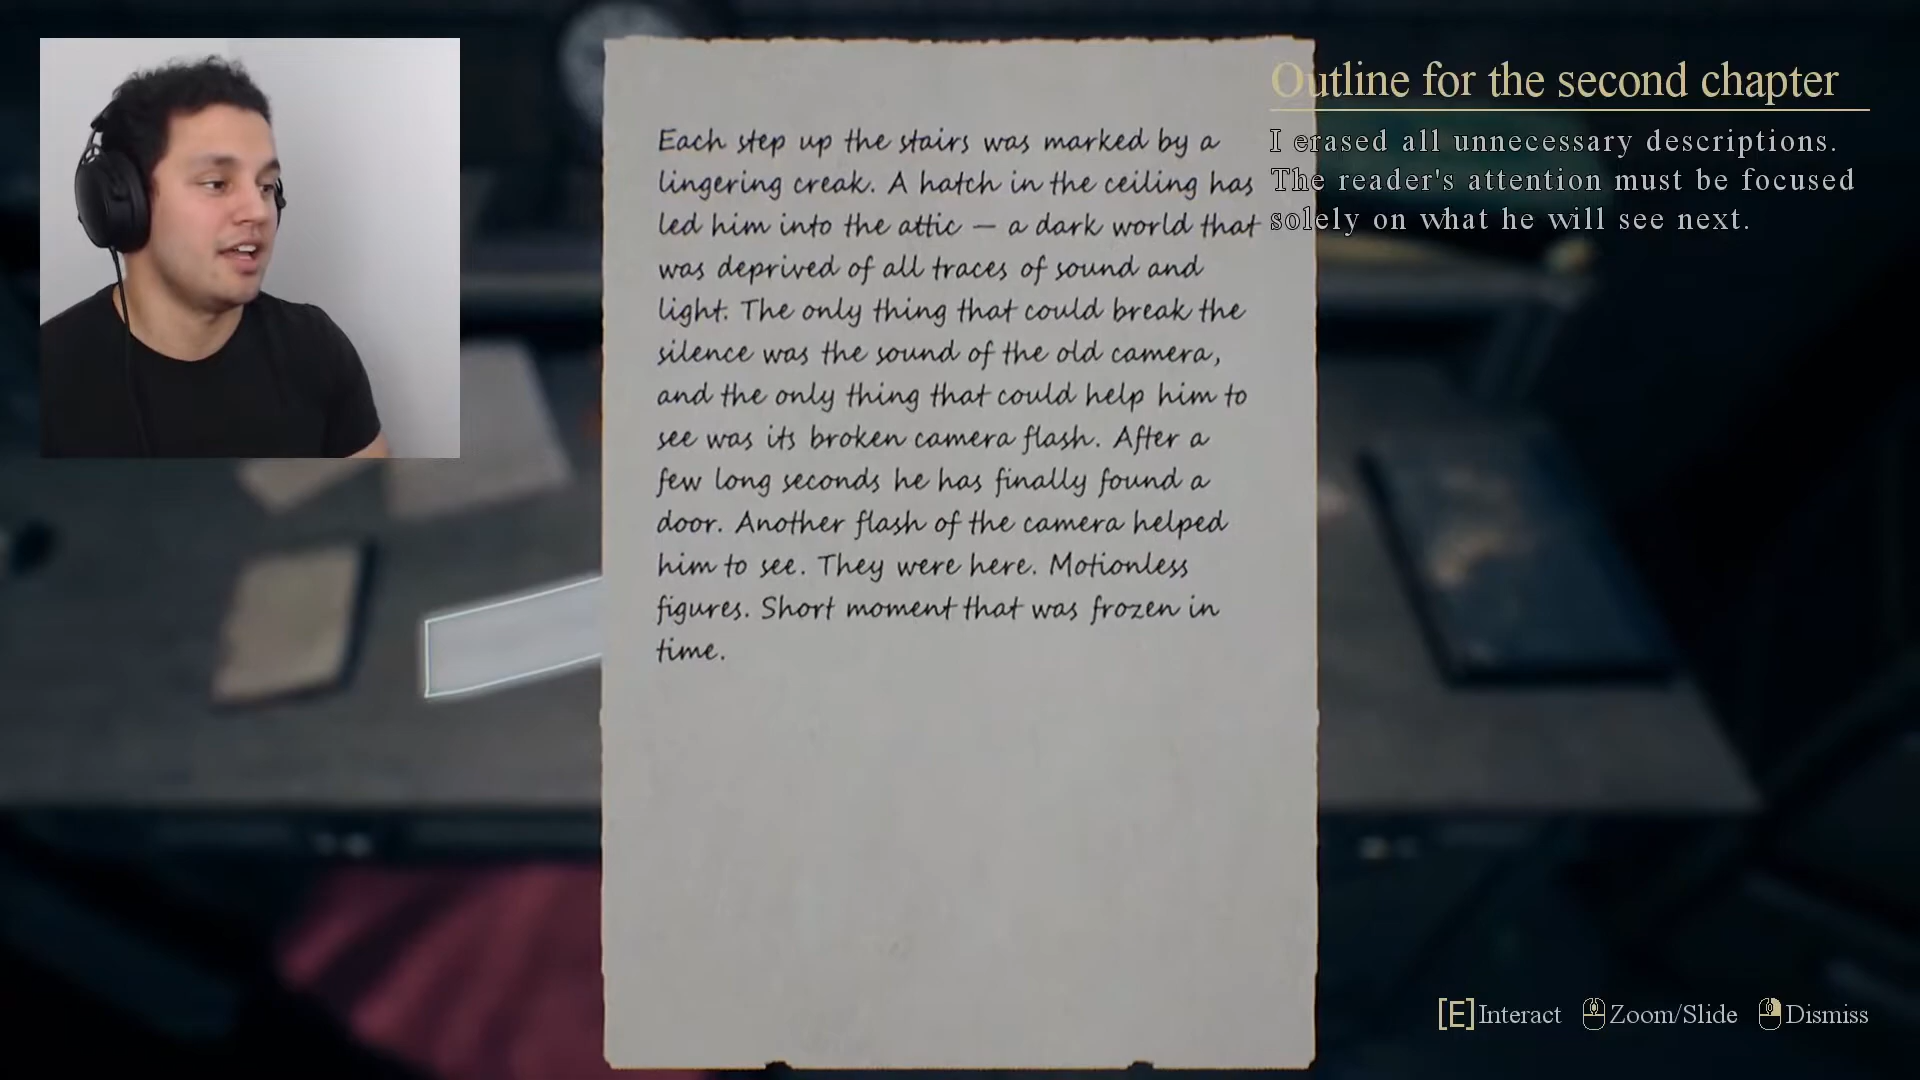 Each step up the stairs was marked by a
lingering creak. A hatch in the ceiling has
led him into the attic — a dark world that
was deprived of all traces of sound and
light. The only thing that could break the
silence was the sound of the old camera,
and the only thing that could help him to
see was its broken camera flash. After a
few long seconds he has finally found a
door. Another flash of the camera helped
him to see. They were here. Motionless
figures. Short moment that was frozen in
time.
Outline for the second chapter
I erased all unnecessary descriptions.
The reader's attention must be focused
solely on what he will see next.
[E]Interact Zoom/Slide Dismiss